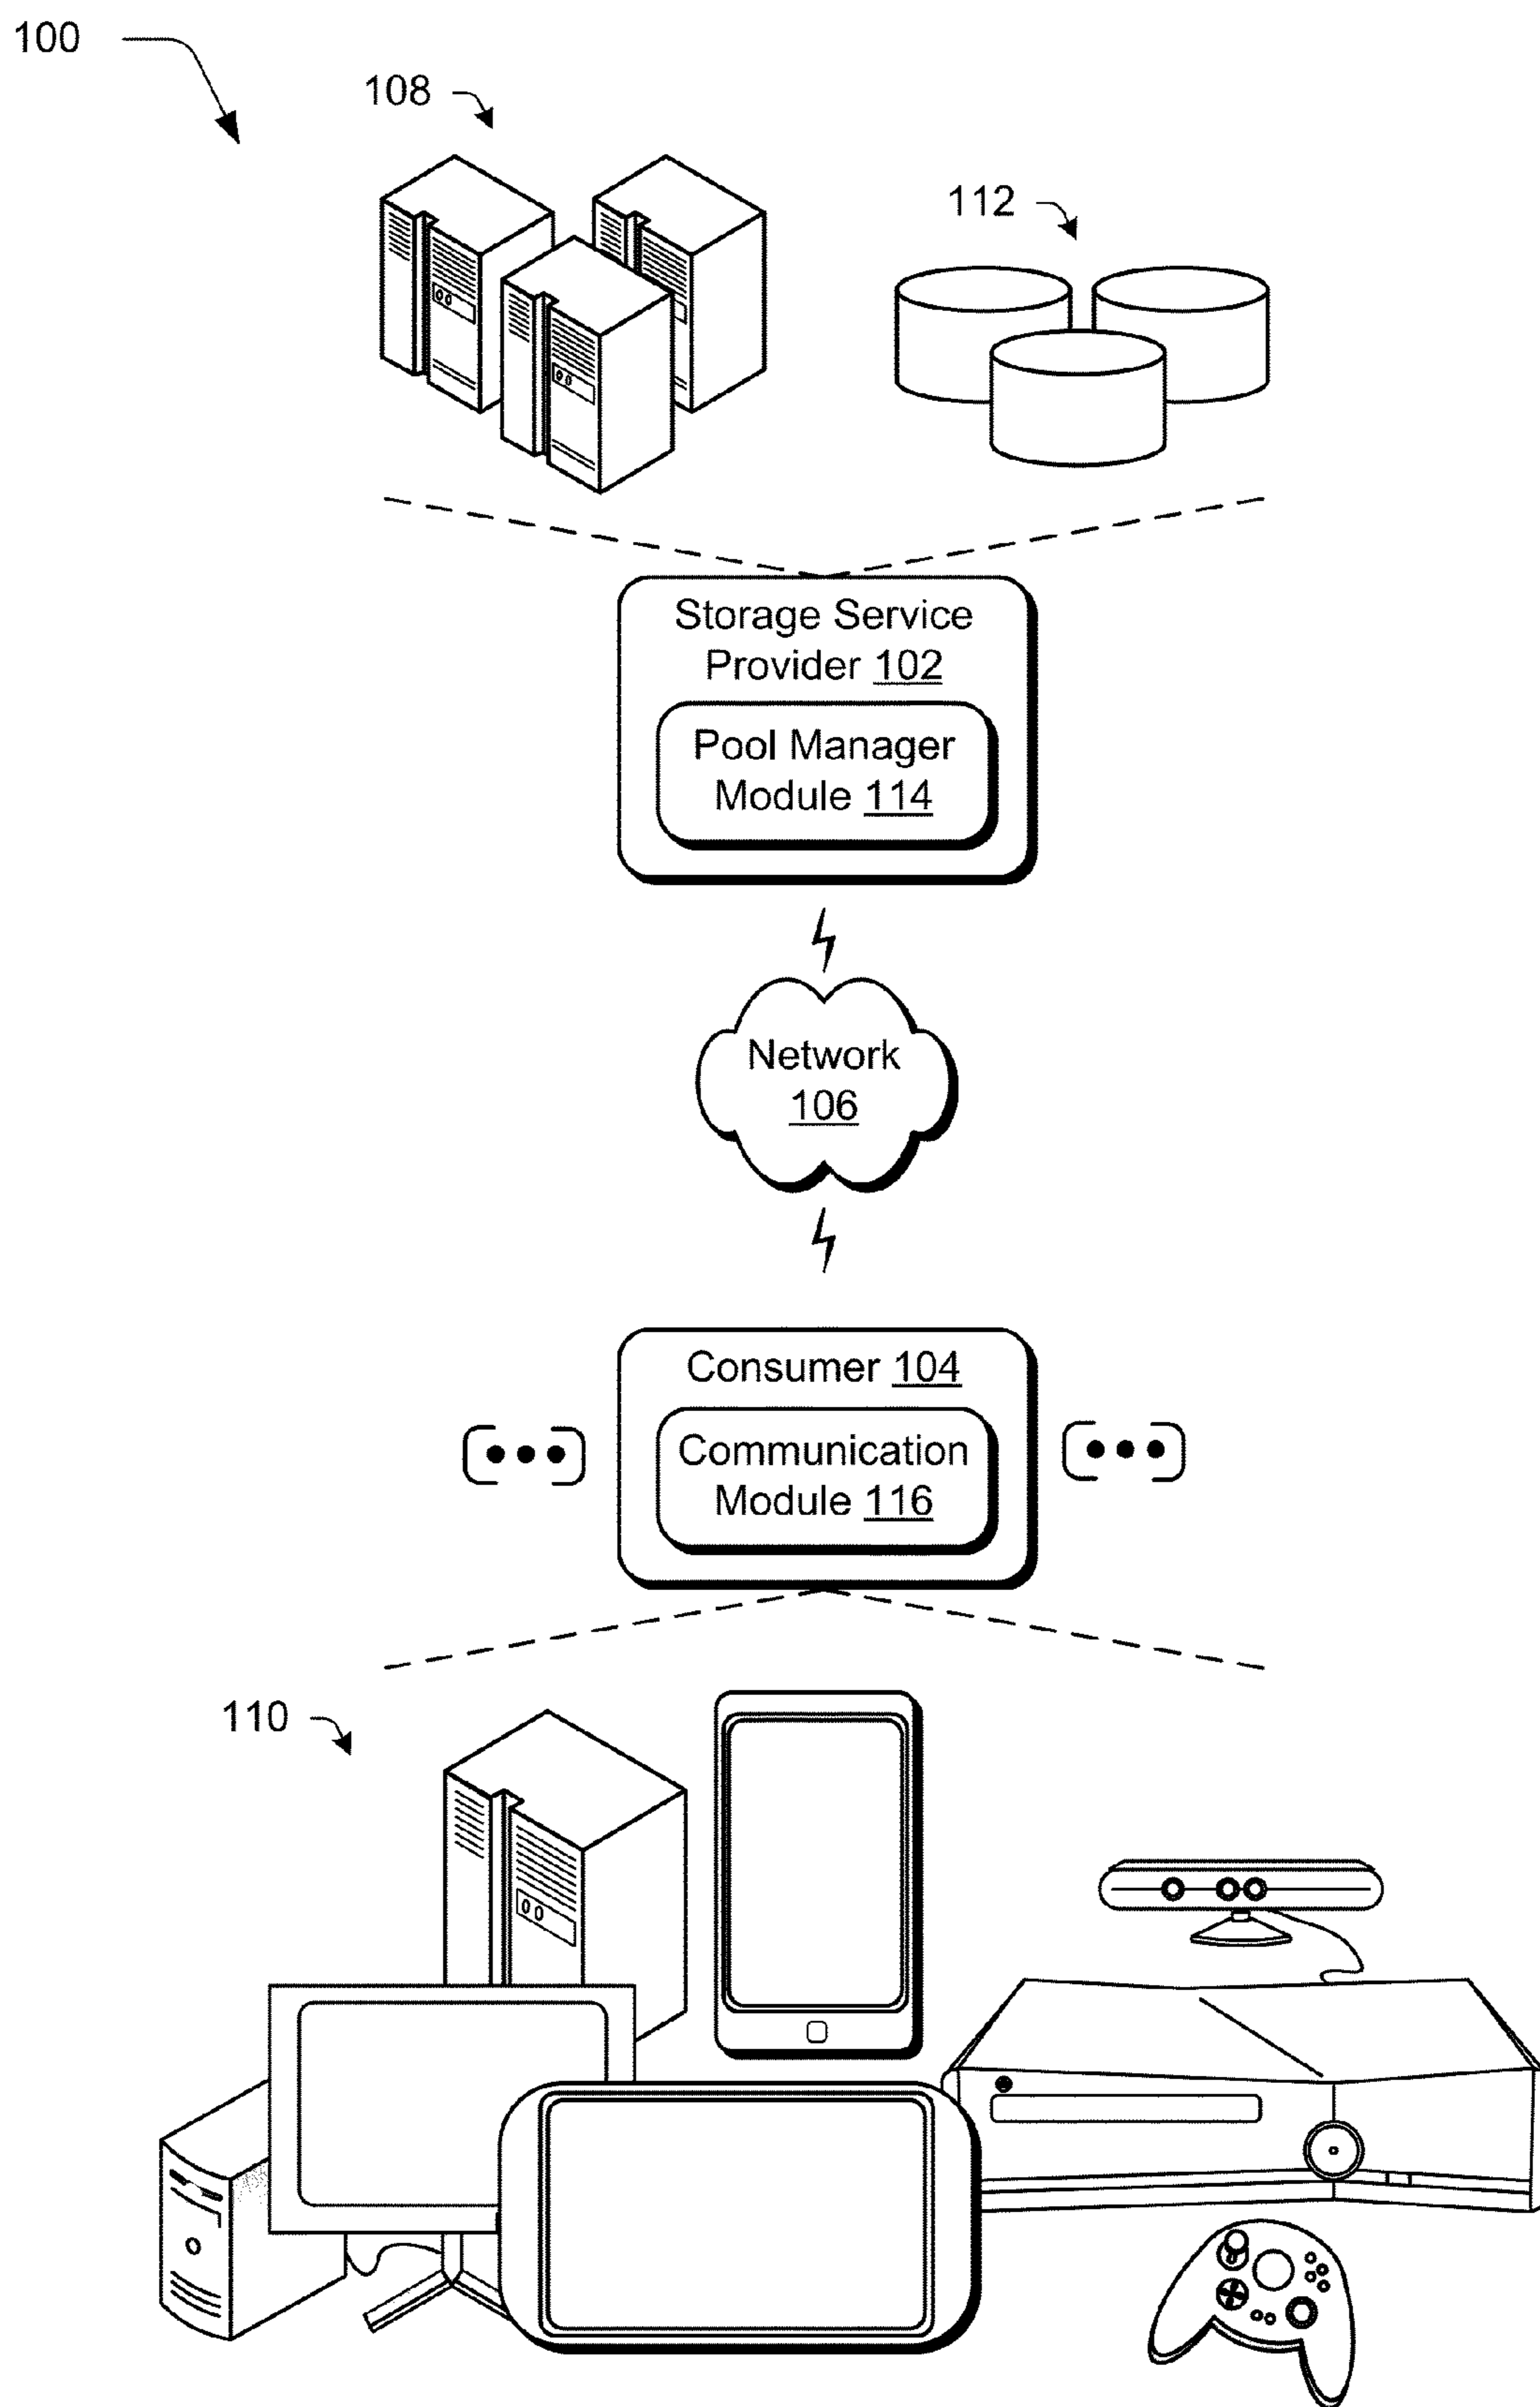 100
108
112
Storage Service
Provider 102
Pool Manager
Module 114
Network
106
Consumer 104
Communication
Module 116
110